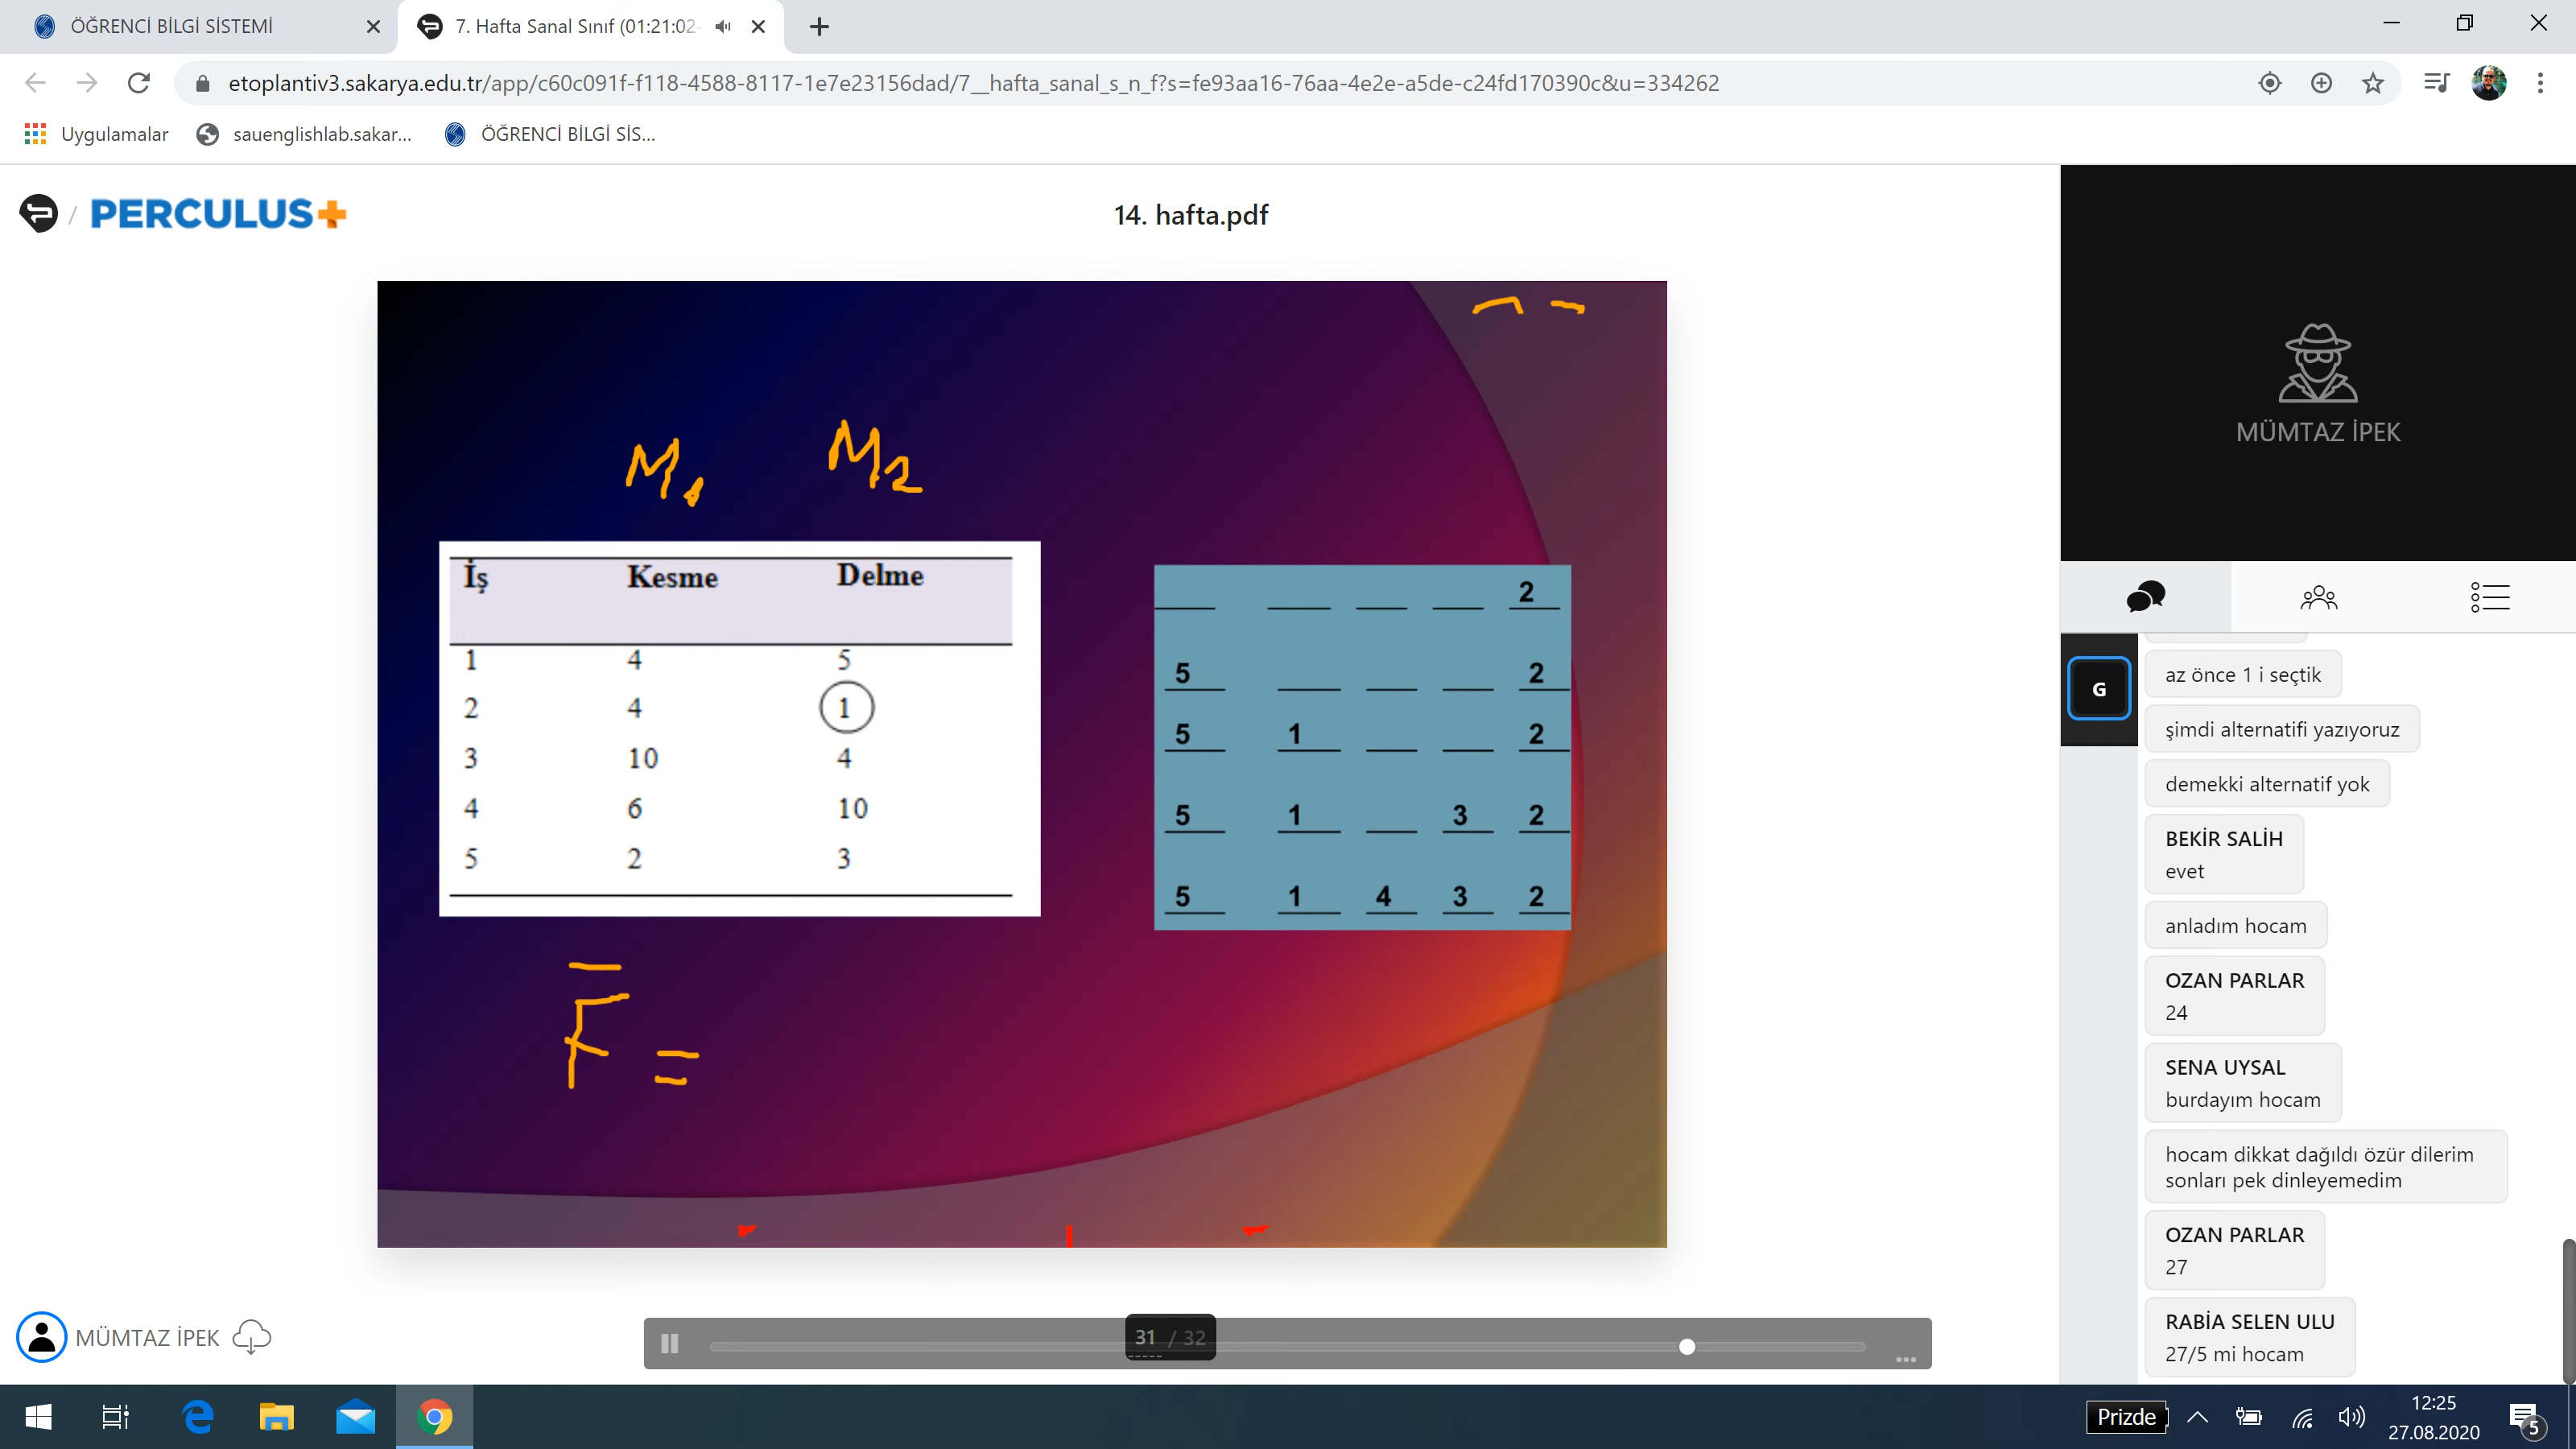 ÖĞRENCİ BİLGİ SİSTEMİ
7. Hafta Sanal Sınıf (01:21:02
etoplantiv3.sakarya.edu.tr/app/c60c091f-f118-4588-8117-1e7e23156dad/7__hafta_sanal_s_n_f?s=fe93aa16-76aa-4e2e-a5de-c24fd170390c&u=334262
Uygulamalar sauenglishlab.sakar... ÖĞRENCİ BİLGİ SİS...
/ PERCULUS+
14. hafta.pdf
M1 M2
İş Kesme Delme
1 4 5
2 4 1
3 10 4
4 6 10
5 2 3
2
5 2
5 1 2
5 1 3 2
5 1 4 3 2
F =
MÜMTAZ İPEK
G
az önce 1 i seçtik
şimdi alternatifi yazıyoruz
demekki alternatif yok
BEKİR SALİH
evet
anladım hocam
OZAN PARLAR
24
SENA UYSAL
burdayım hocam
hocam dikkat dağıldı özür dilerim
sonları pek dinleyemedim
OZAN PARLAR
27
RABİA SELEN ULU
27/5 mi hocam
MÜMTAZ İPEK
31 / 32
Prizde
12:25
27.08.2020
5